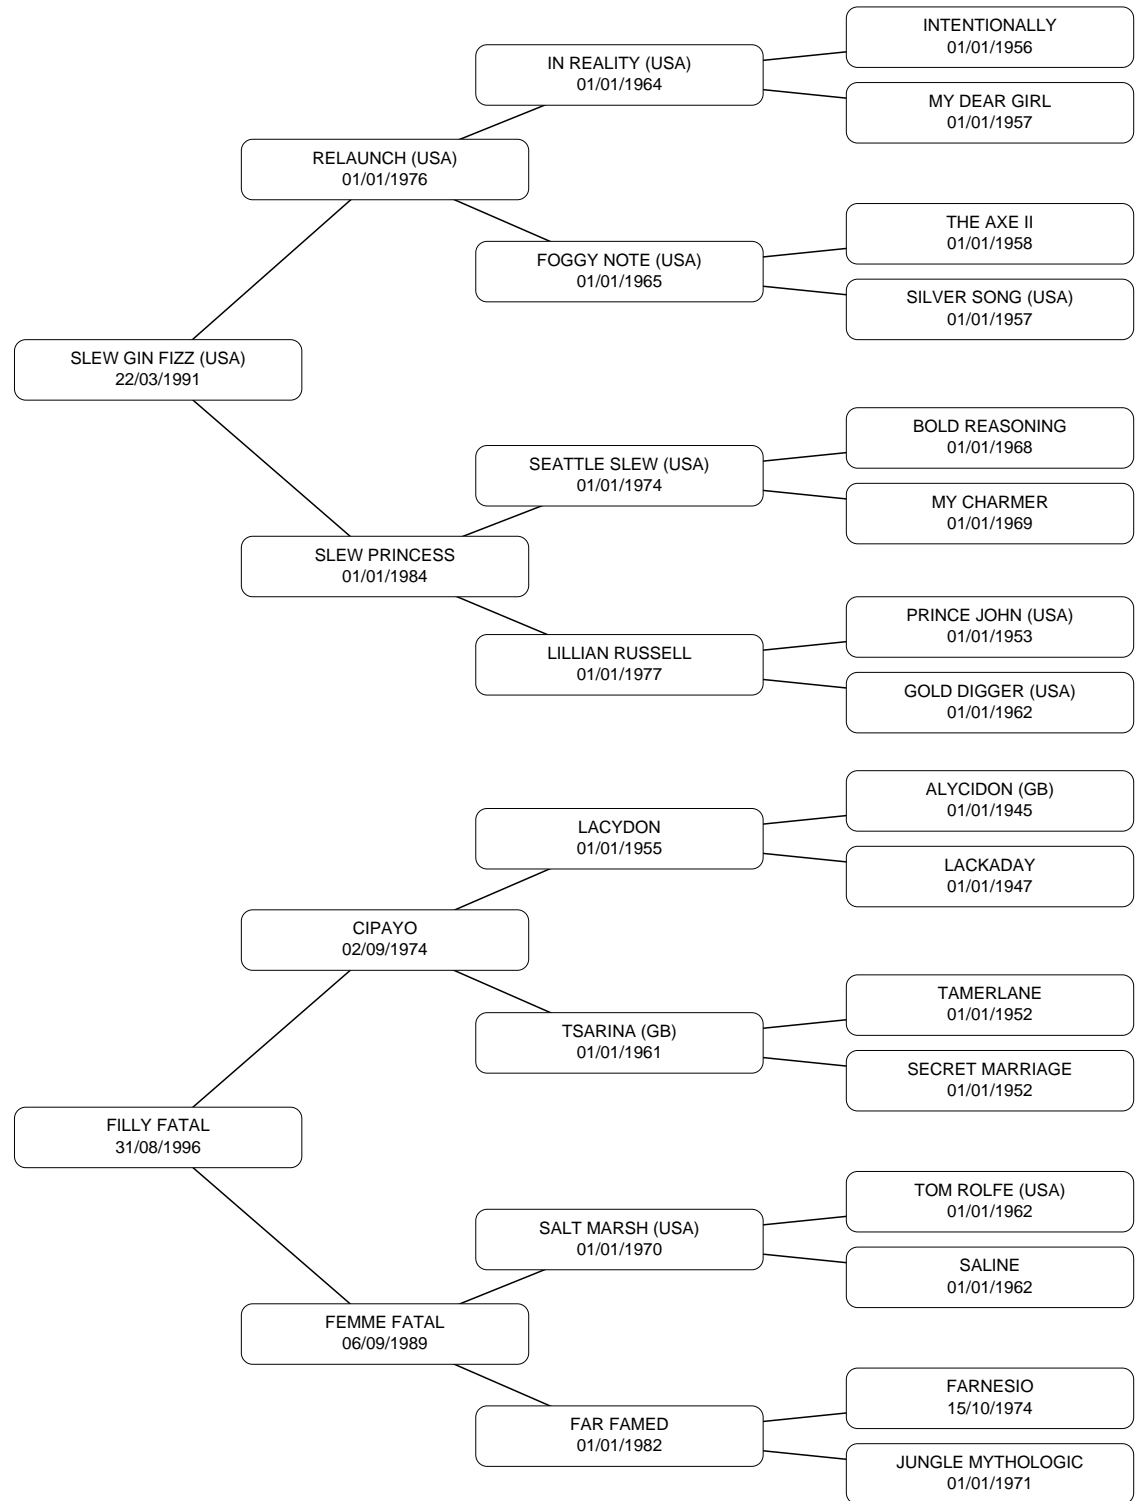 INTENTIONALLY
01/01/1956
IN REALITY (USA)
01/01/1964
MY DEAR GIRL
01/01/1957
RELAUNCH (USA)
01/01/1976
THE AXE II
01/01/1958
FOGGY NOTE (USA)
01/01/1965
SILVER SONG (USA)
01/01/1957
SLEW GIN FIZZ (USA)
22/03/1991
BOLD REASONING
01/01/1968
SEATTLE SLEW (USA)
01/01/1974
MY CHARMER
01/01/1969
SLEW PRINCESS
01/01/1984
PRINCE JOHN (USA)
01/01/1953
LILLIAN RUSSELL
01/01/1977
GOLD DIGGER (USA)
01/01/1962
ALYCIDON (GB)
01/01/1945
LACYDON
01/01/1955
LACKADAY
01/01/1947
CIPAYO
02/09/1974
TAMERLANE
01/01/1952
TSARINA (GB)
01/01/1961
SECRET MARRIAGE
01/01/1952
FILLY FATAL
31/08/1996
TOM ROLFE (USA)
01/01/1962
SALT MARSH (USA)
01/01/1970
SALINE
01/01/1962
FEMME FATAL
06/09/1989
FARNESIO
15/10/1974
FAR FAMED
01/01/1982
JUNGLE MYTHOLOGIC
01/01/1971